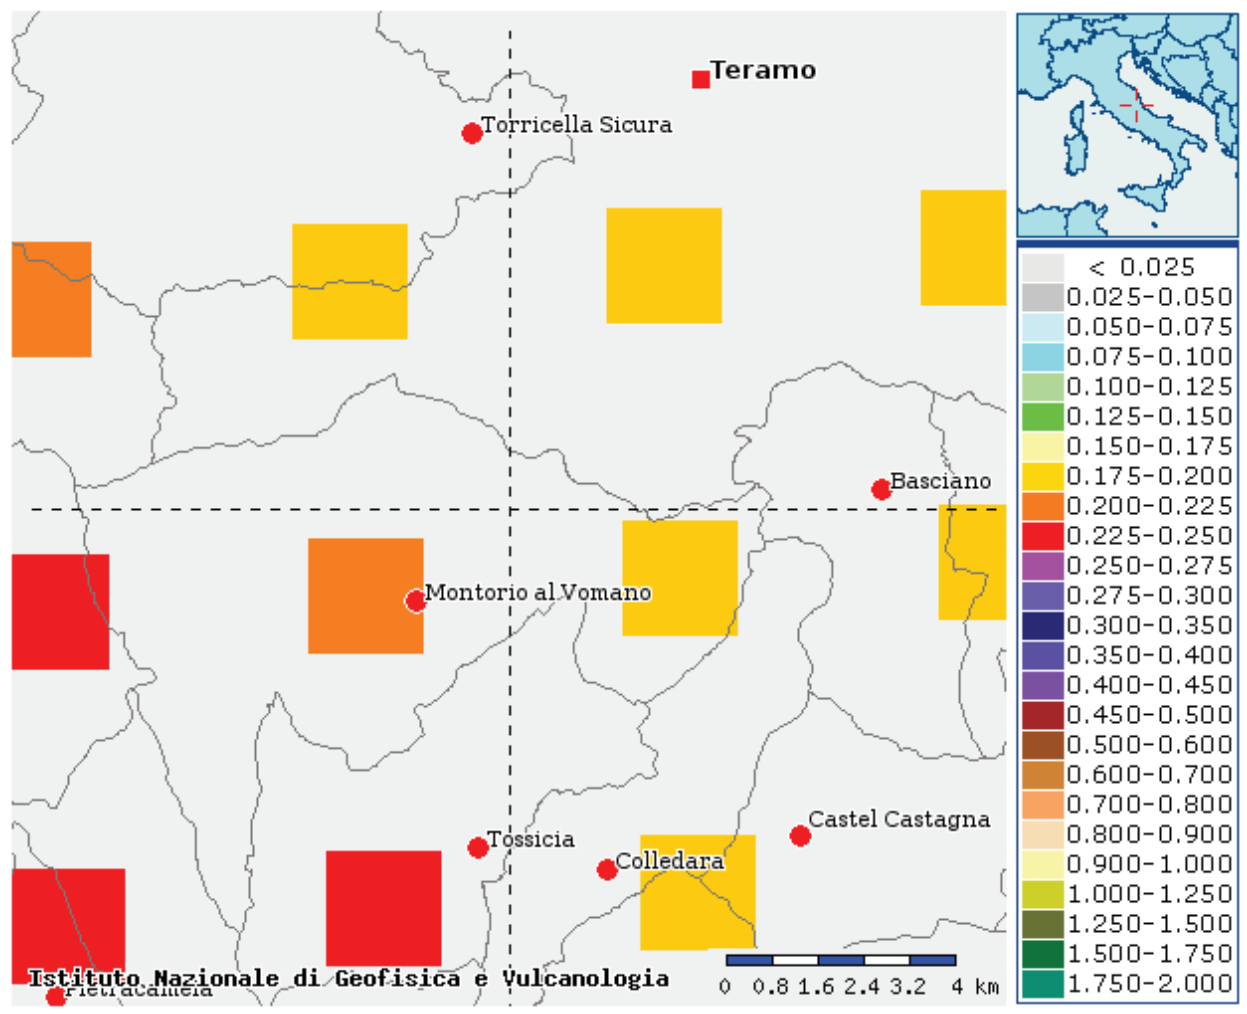 Teramo
Torricella Sicura
Basciano
Montorio al Vomano
Castel Castagna
Tossicia
Colledara
Istituto Nazionale di Geofisica e Vulcanologia
Pietracamela
0 0.8 1.6 2.4 3.2 4 km
< 0.025
0.025-0.050
0.050-0.075
0.075-0.100
0.100-0.125
0.125-0.150
0.150-0.175
0.175-0.200
0.200-0.225
0.225-0.250
0.250-0.275
0.275-0.300
0.300-0.350
0.350-0.400
0.400-0.450
0.450-0.500
0.500-0.600
0.600-0.700
0.700-0.800
0.800-0.900
0.900-1.000
1.000-1.250
1.250-1.500
1.500-1.750
1.750-2.000